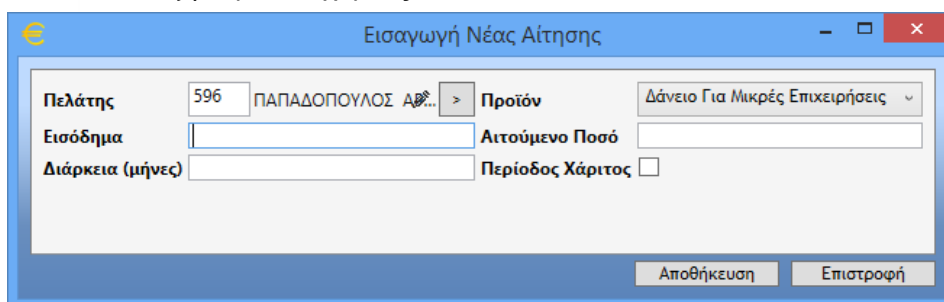 Εισαγωγή Νέας Αίτησης
Πελάτης 596 ΠΑΠΑΔΟΠΟΥΛΟΣ > Προϊόν Δάνειο Για Μικρές Επιχειρήσεις
Εισόδημα Αιτούμενο Ποσό
Διάρκεια (μήνες) Περίοδος Χάριτος
Αποθήκευση Επιστροφή